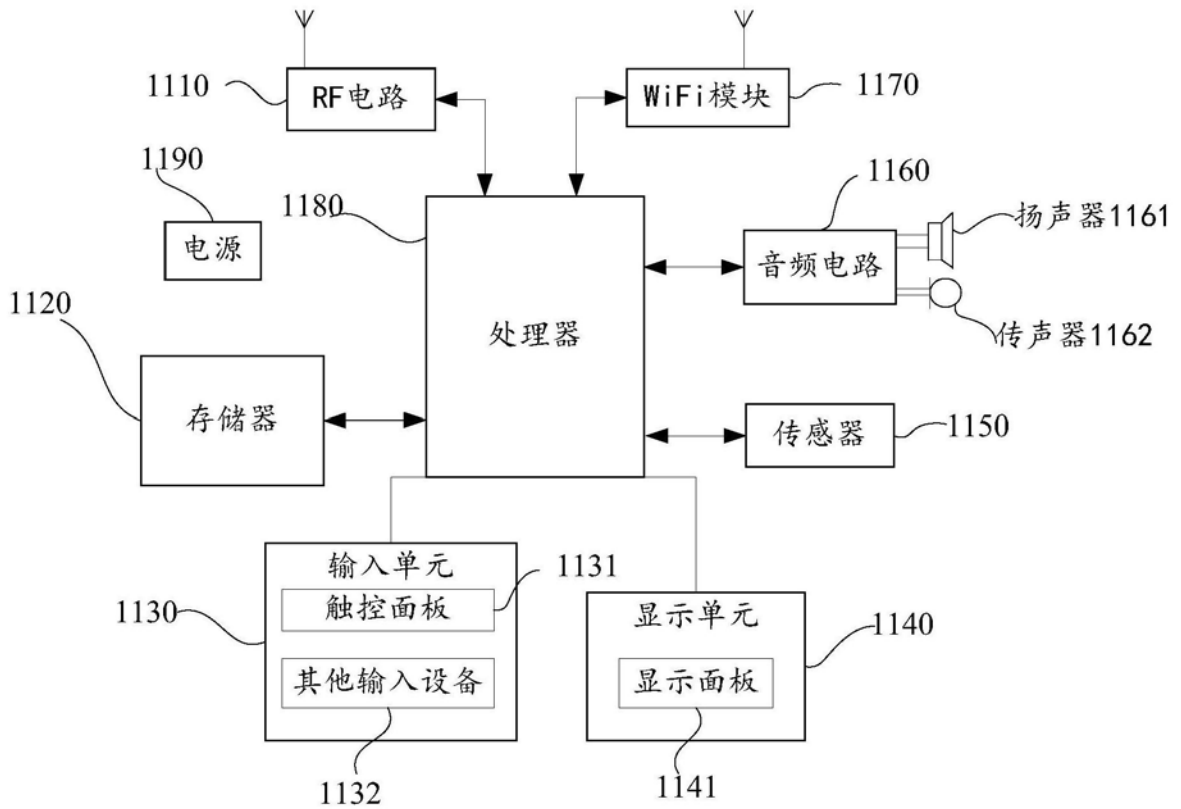 1110
RF电路
WiFi模块
1170
1190
电源
1180
1160
音频电路
扬声器1161
传声器1162
1120
存储器
处理器
传感器
1150
1130
输入单元
1131
触控面板
其他输入设备
1132
显示单元
1140
显示面板
1141